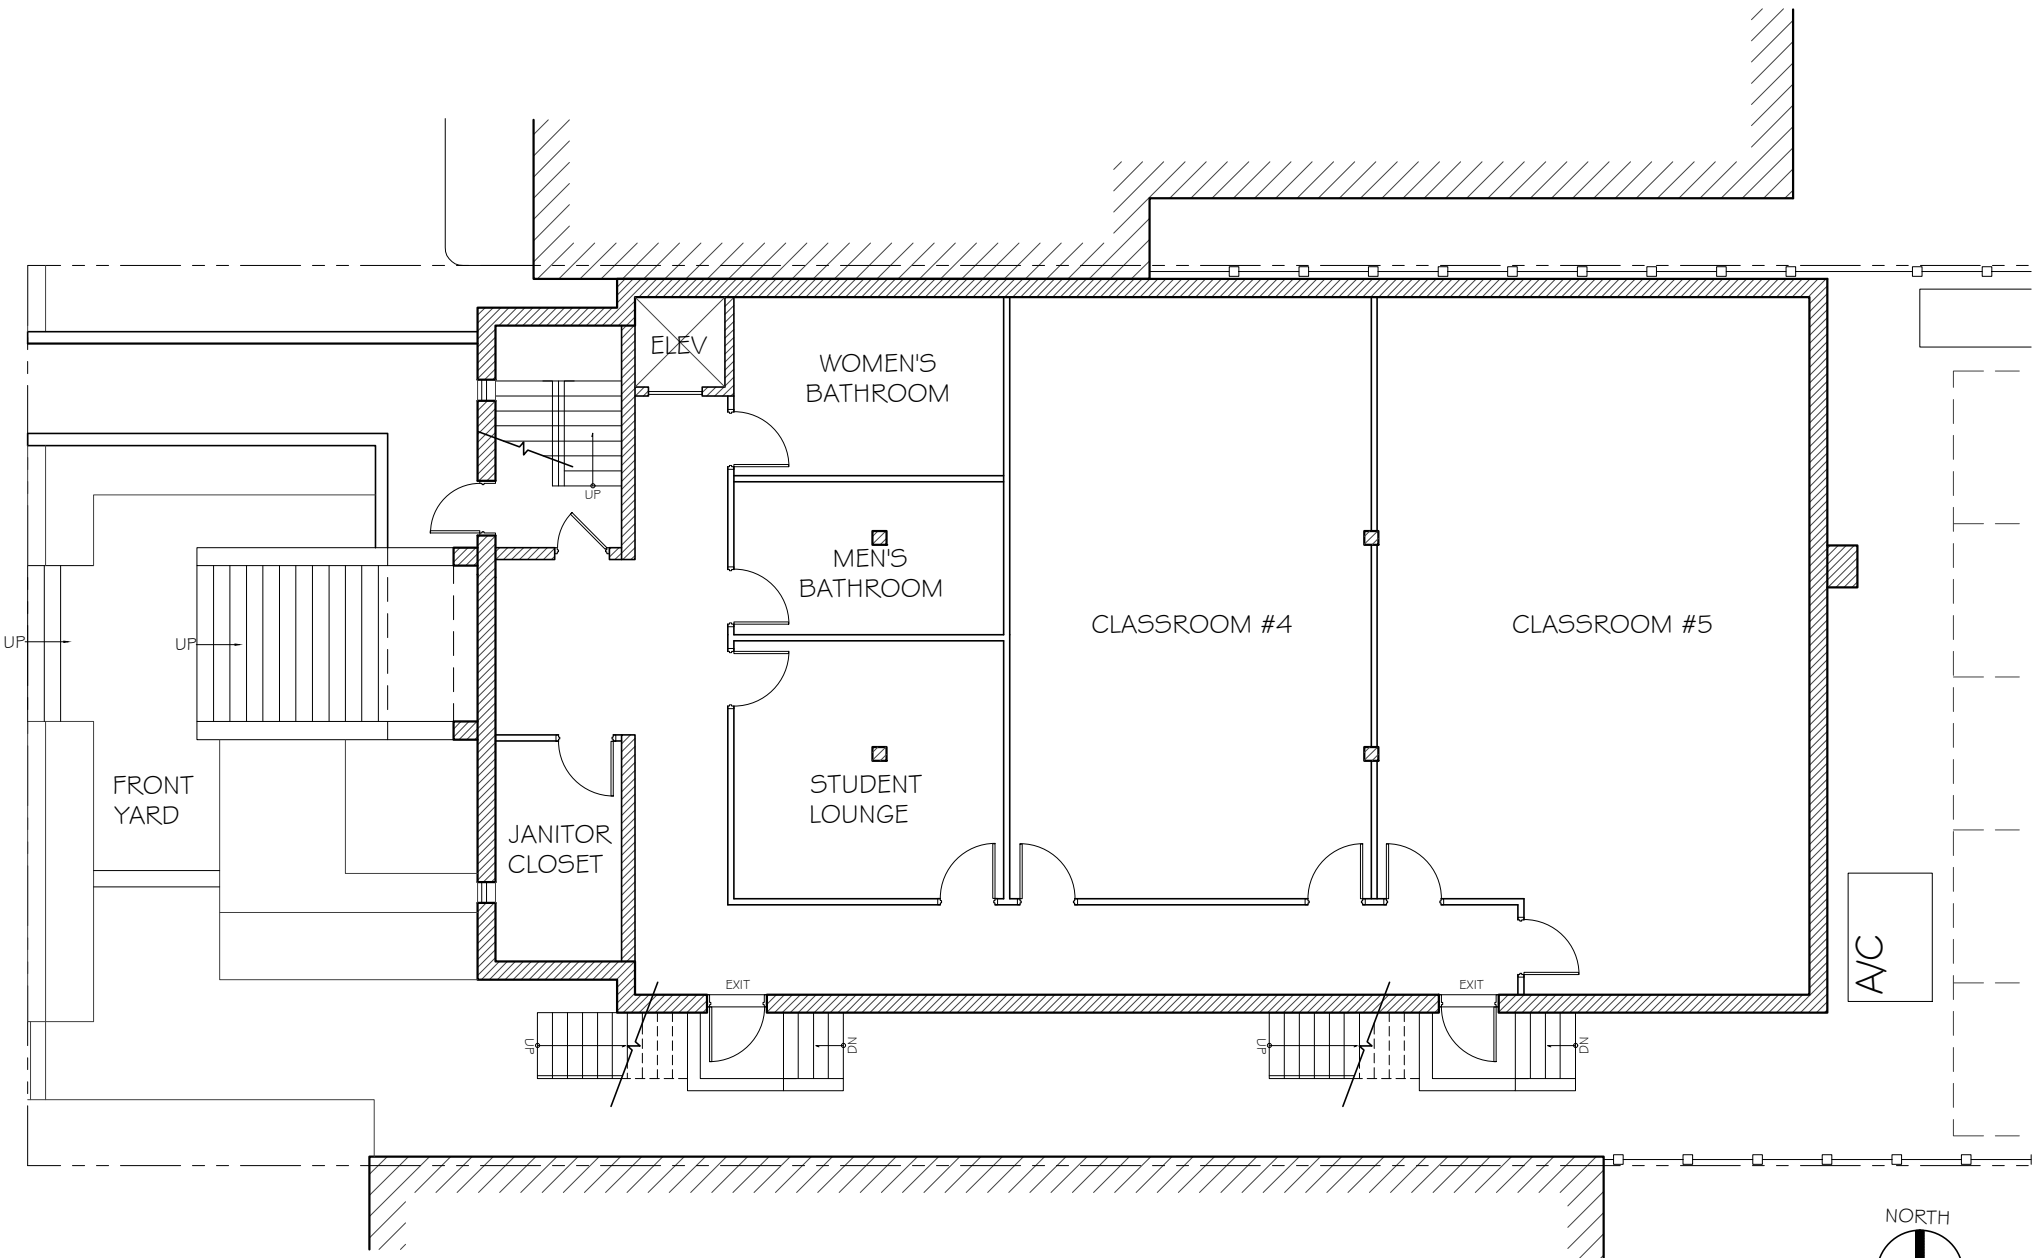 ELEV
WOMEN'S
BATHROOM
UP
MEN'S
BATHROOM
CLASSROOM #4
CLASSROOM #5
UP
UP
FRONT
YARD
STUDENT
LOUNGE
JANITOR
CLOSET
A/C
EXIT
EXIT
UP
DN
UP
DN
NORTH